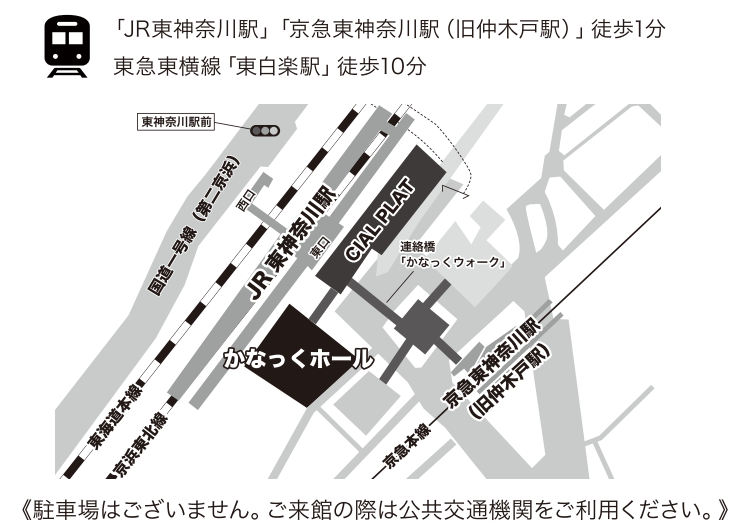 「JR東神奈川駅」「京急東神奈川駅（旧仲木戸駅）」徒歩1分
東急東横線「東白楽駅」徒歩10分
東神奈川駅前
国道一号線（第二京浜）
西口
JR 東神奈川駅
東口
CIAL PLAT
連絡橋
「かなっくウォーク」
かなっくホール
京急東神奈川駅
（旧仲木戸駅）
東海道本線
京浜東北線
京急本線
《駐車場はございません。ご来館の際は公共交通機関をご利用ください。》